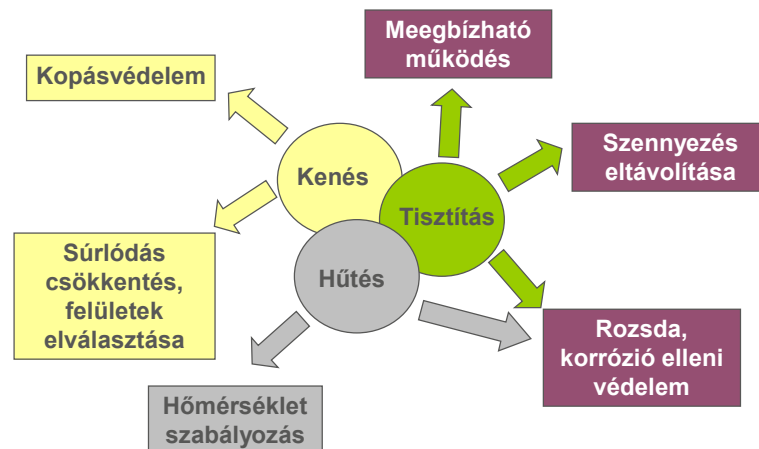 Meegbízható
működés
Kopásvédelem
Szennyezés
eltávolítása
Kenés
Tisztítás
Súrlódás
csökkentés,
felületek
elválasztása
Hűtés
Rozsda,
korrózió elleni
védelem
Hőmérséklet
szabályozás